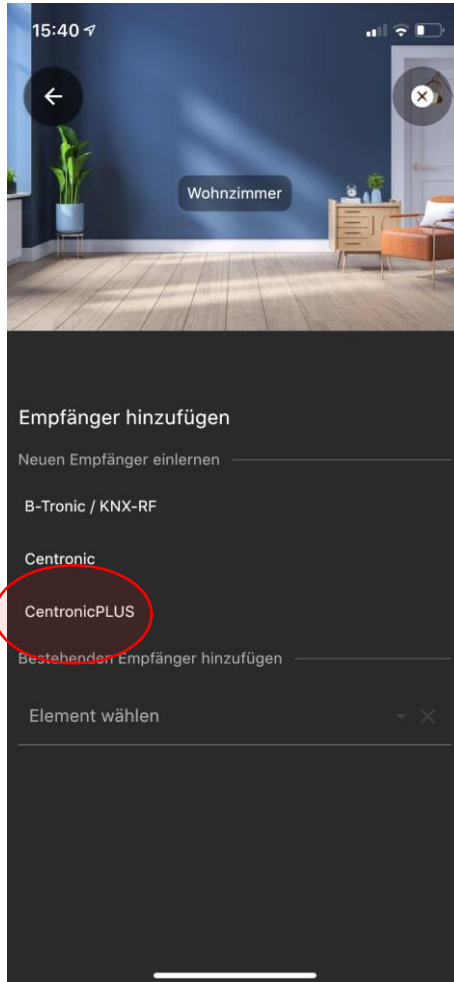 15:40
Wohnzimmer
Empfänger hinzufügen
Neuen Empfänger einlernen
B-Tronic / KNX-RF
Centronic
CentronicPLUS
Bestehenden Empfänger hinzufügen
Element wählen